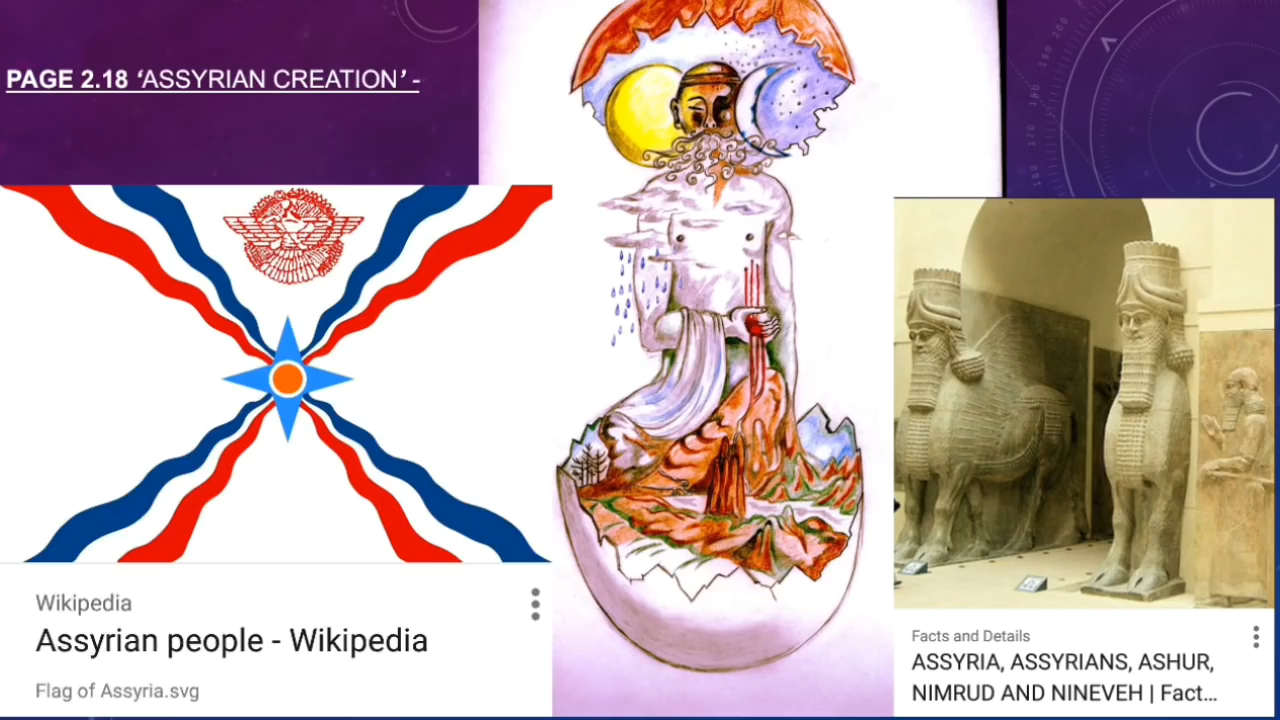 PAGE 2.18 ‘ASSYRIAN CREATION’ -
Wikipedia
Assyrian people - Wikipedia
Flag of Assyria.svg
Facts and Details
ASSYRIA, ASSYRIANS, ASHUR,
NIMRUD AND NINEVEH | Fact...